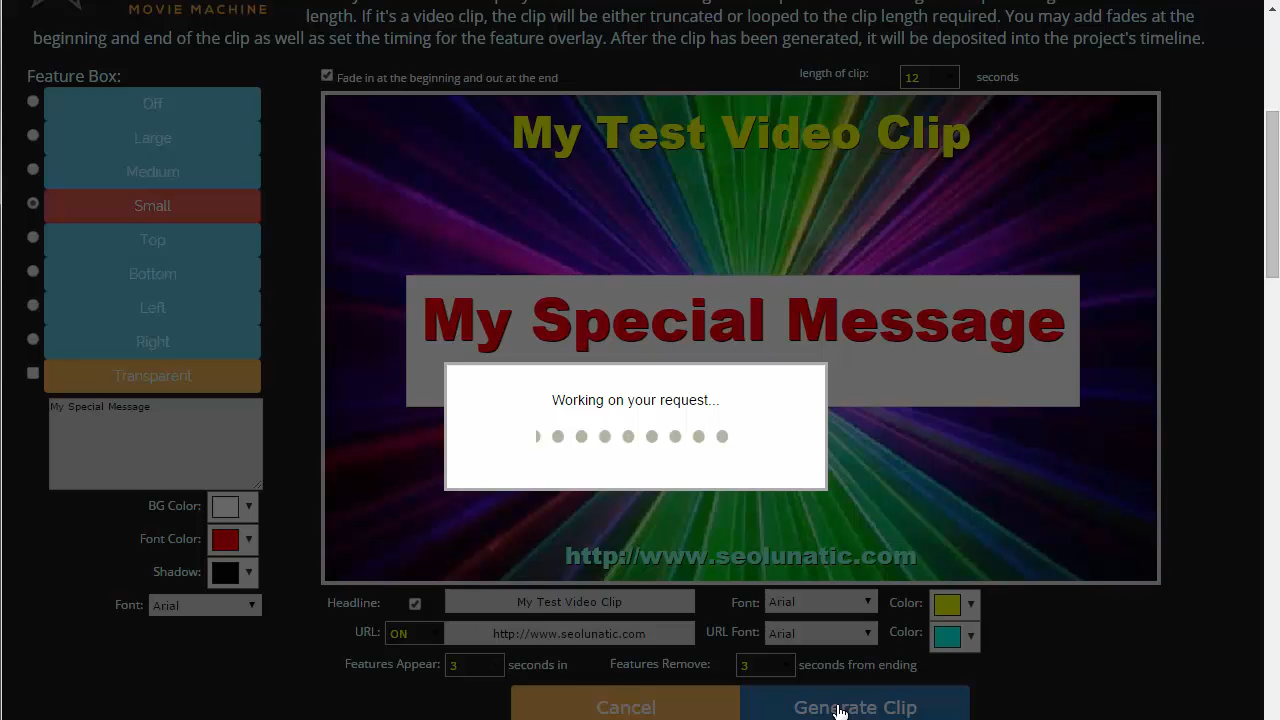 MOVIE MACHINE
length. If it's a video clip, the clip will be either truncated or looped to the clip length required. You may add fades at the
beginning and end of the clip as well as set the timing for the feature overlay. After the clip has been generated, it will be deposited into the project's timeline.
Feature Box:
Fade in at the beginning and out at the end
length of clip: 12 seconds
Off
Large
Medium
Small
Top
Bottom
Left
Right
Transparent
My Special Message
BG Color:
Font Color:
Shadow:
Font: Arial
My Test Video Clip
My Special Message
Working on your request...
http://www.seolunatic.com
Headline: My Test Video Clip Font: Arial Color:
URL: ON http://www.seolunatic.com URL Font: Arial Color:
Features Appear: 3 seconds in Features Remove: 3 seconds from ending
Cancel Generate Clip